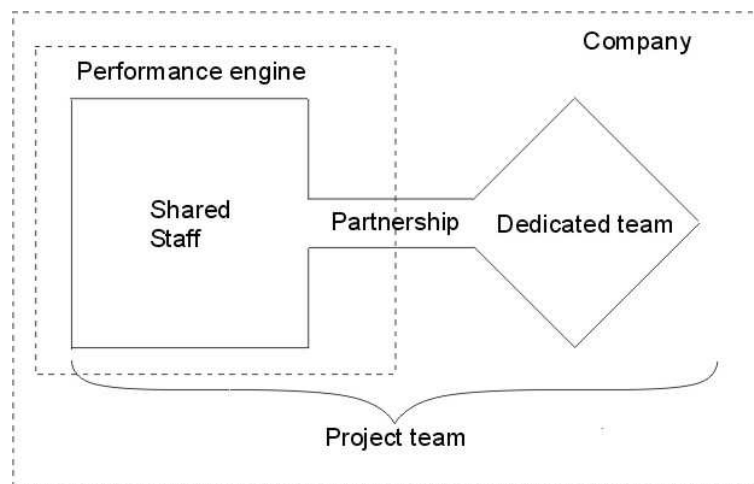 Company
Performance engine
Shared
Staff
Partnership
Dedicated team
Project team